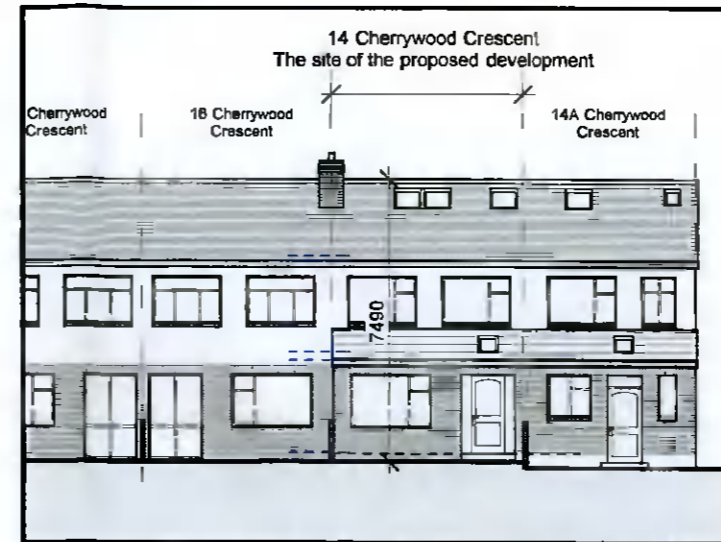 14 Cherrywood Crescent
The site of the proposed development
Cherrywood
Crescent
16 Cherrywood
Crescent
14A Cherrywood
Crescent
7490